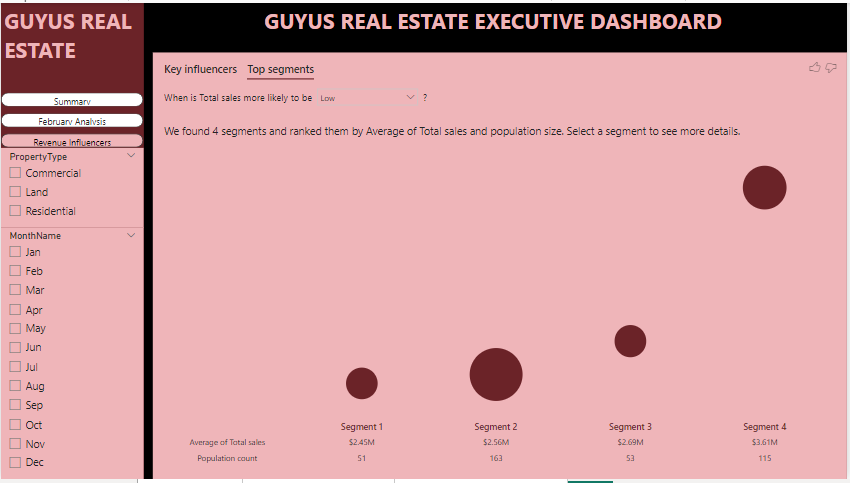 GUYUS REAL
ESTATE
GUYUS REAL ESTATE EXECUTIVE DASHBOARD
Summary
February Analysis
Revenue Influencers
PropertyType
Commercial
Land
Residential
MonthName
Jan
Feb
Mar
Apr
May
Jun
Jul
Aug
Sep
Oct
Nov
Dec
Key influencers Top segments
When is Total sales more likely to be Low ?
We found 4 segments and ranked them by Average of Total sales and population size. Select a segment to see more details.
Segment 1 Segment 2 Segment 3 Segment 4
Average of Total sales $2.45M $2.56M $2.69M $3.61M
Population count 51 163 53 115